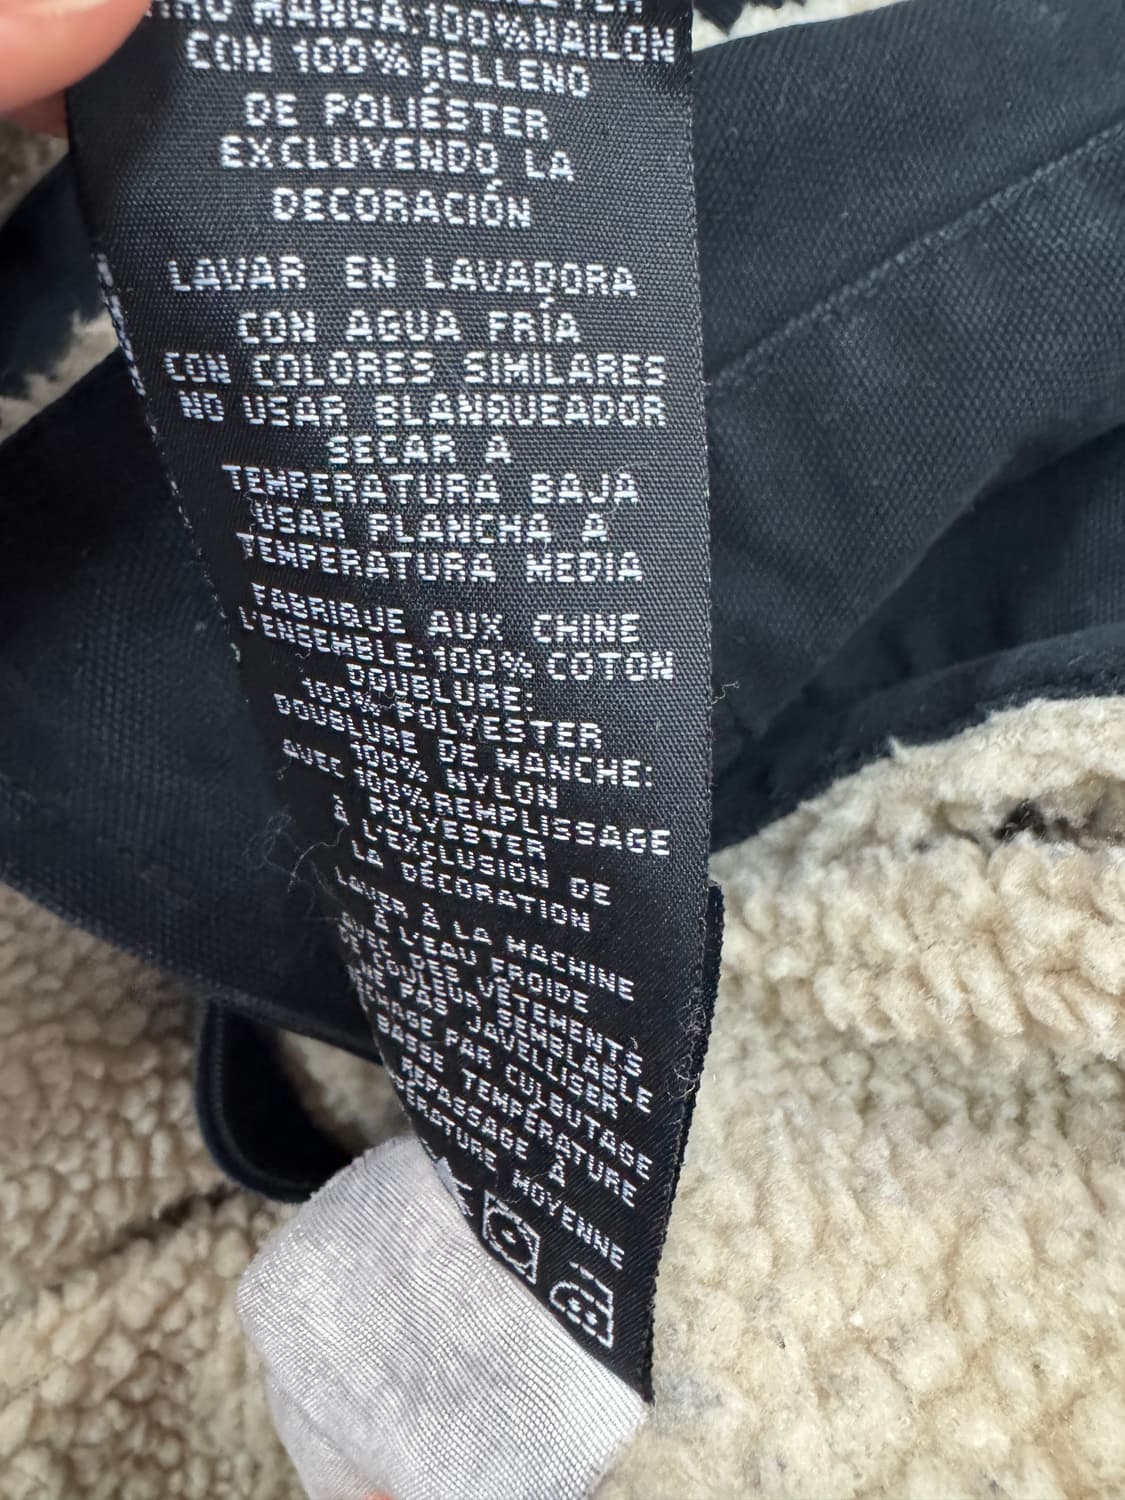 MANGA:100%NAILON
CON 100%RELLENO
DE POLIÉSTER
EXCLUYENDO LA
DECORACIÓN
LAVAR EN LAVADORA
CON AGUA FRÍA
CON COLORES SIMILARES
NO USAR BLANQUEADOR
SECAR A
TEMPERATURA BAJA
USAR PLANCHA A
TEMPERATURA MEDIA
FABRIQUE AUX CHINE
L'ENSEMBLE:100% COTON
DOUBLURE:
100% POLYESTER
DOUBLURE DE MANCHE:
100% NYLON
AVEC 100%REMPLISSAGE
À POLYESTER
À L'EXCLUSION DE
LA DÉCORATION
LAVER À LA MACHINE
À L'EAU FROIDE
AVEC DES VÊTEMENTS
DE COULEUR SEMBLABLE
PAS JAVELLISER
PAR CULBUTAGE
BASSE TEMPÉRATURE
REPASSAGE À
MOYENNE